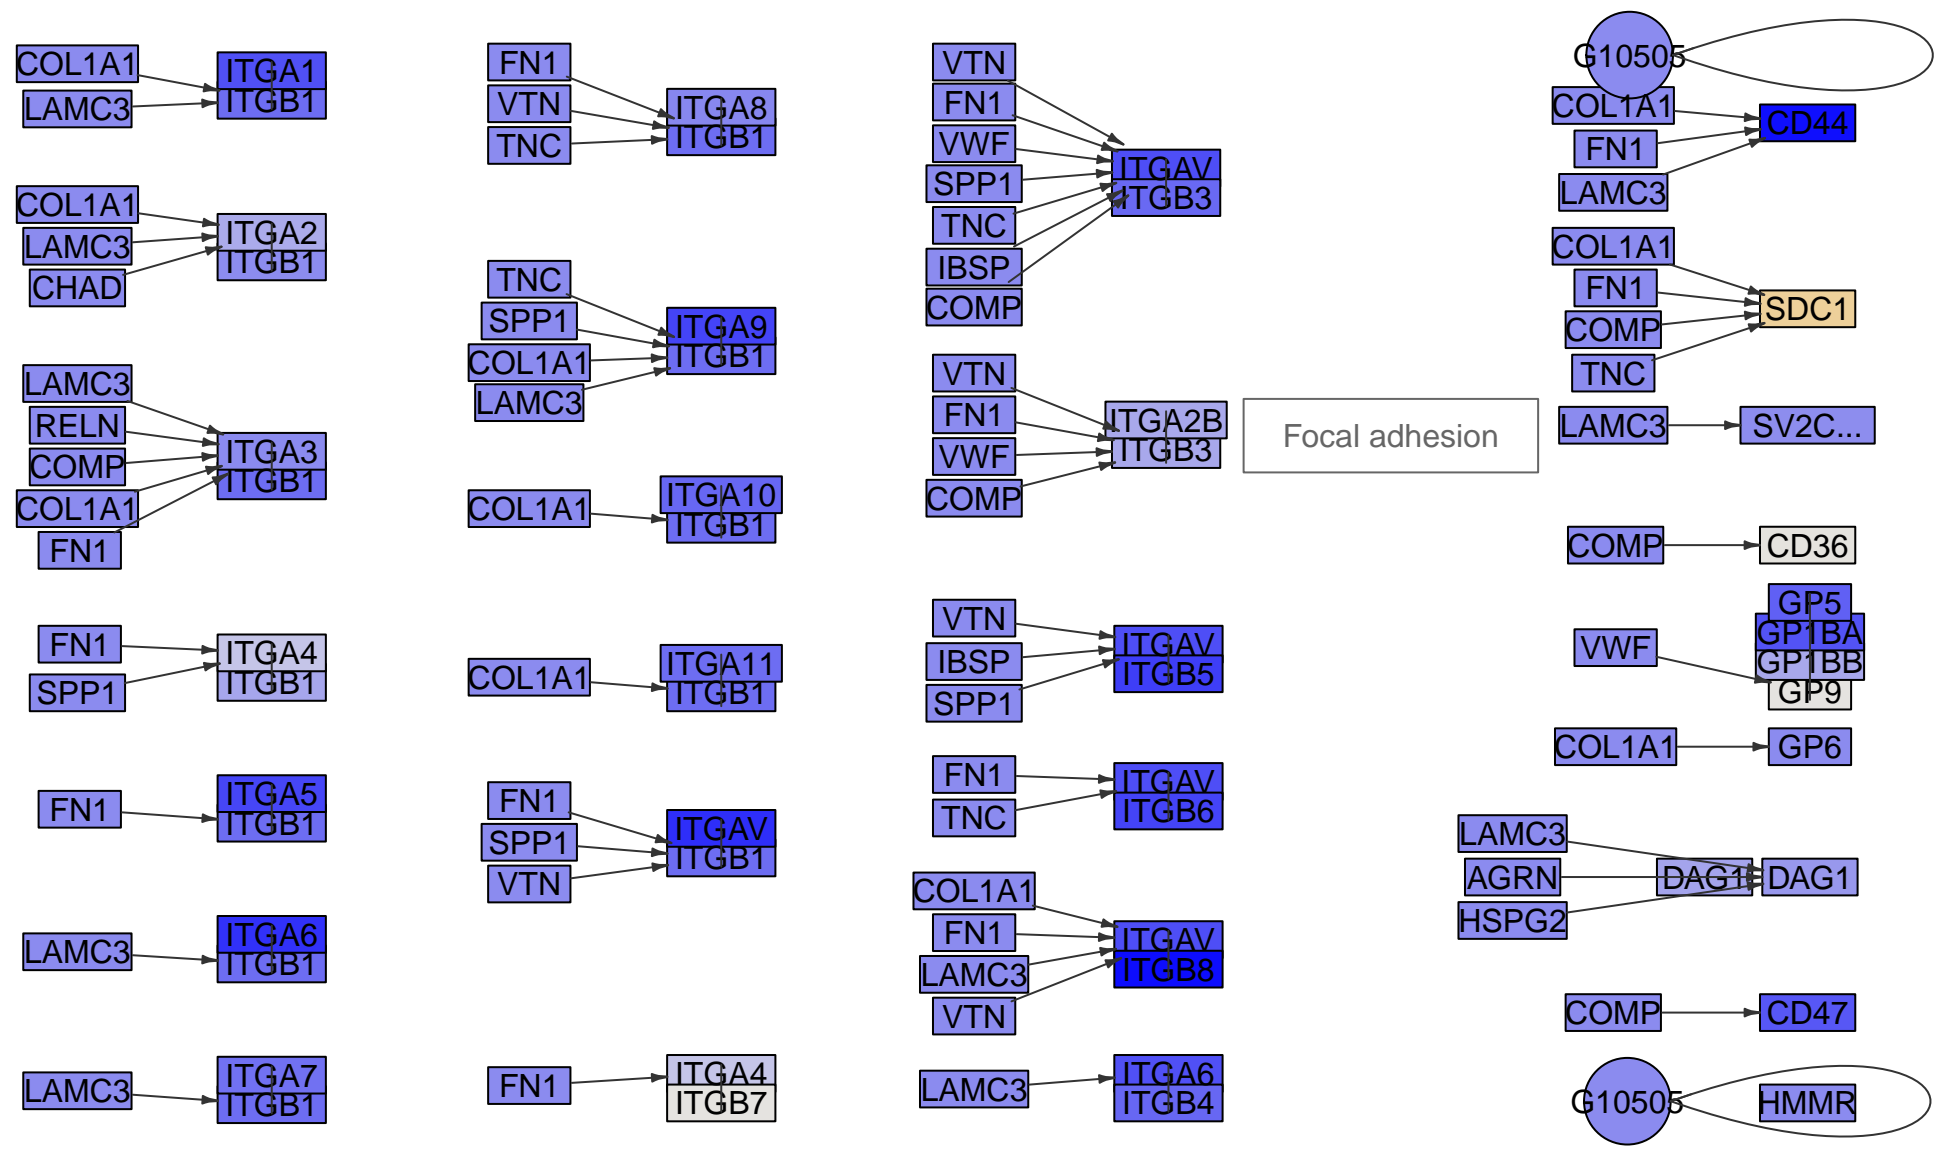 COL1A1
LAMC3
ITGA1
ITGB1
COL1A1
LAMC3
CHAD
ITGA2
ITGB1
LAMC3
RELN
COMP
COL1A1
FN1
ITGA3
ITGB1
FN1
SPP1
ITGA4
ITGB1
FN1
ITGA5
ITGB1
LAMC3
ITGA6
ITGB1
LAMC3
ITGA7
ITGB1
FN1
VTN
TNC
ITGA8
ITGB1
TNC
SPP1
COL1A1
LAMC3
ITGA9
ITGB1
COL1A1
ITGA10
ITGB1
COL1A1
ITGA11
ITGB1
FN1
SPP1
VTN
ITGAV
ITGB1
FN1
ITGA4
ITGB7
VTN
FN1
VWF
SPP1
TNC
IBSP
COMP
ITGAV
ITGB3
VTN
FN1
VWF
COMP
ITGA2B
ITGB3
Focal adhesion
VTN
IBSP
SPP1
ITGAV
ITGB5
FN1
TNC
ITGAV
ITGB6
COL1A1
FN1
LAMC3
VTN
ITGAV
ITGB8
LAMC3
ITGA6
ITGB4
G10505
COL1A1
FN1
LAMC3
CD44
COL1A1
FN1
COMP
TNC
SDC1
LAMC3
SV2C...
COMP
CD36
VWF
GP5
GP1BA
GP1BB
GP9
COL1A1
GP6
LAMC3
AGRN
HSPG2
DAG1
DAG1
COMP
CD47
G10505
HMMR